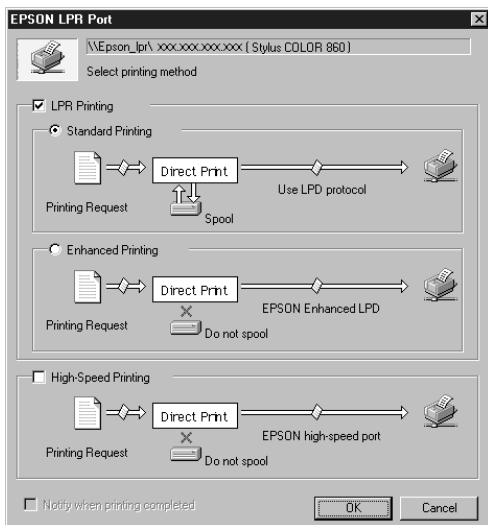 EPSON LPR Port
\\Epson_lpr\ xxx.xxx.xxx.xxx ( Stylus COLOR 860 )
Select printing method
LPR Printing
Standard Printing
Direct Print
Use LPD protocol
Printing Request
Spool
Enhanced Printing
Direct Print
EPSON Enhanced LPD
Printing Request
Do not spool
High-Speed Printing
Direct Print
EPSON high-speed port
Printing Request
Do not spool
Notify when printing completed
OK
Cancel